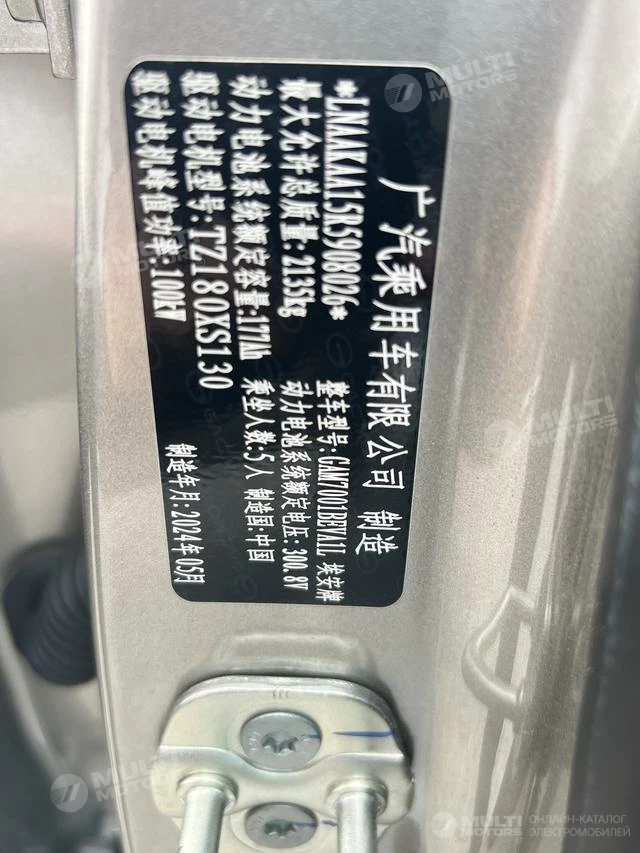 广汽乘用车有限公司 制造
*LNAAKAA15R5908026* 整车型号:GAM7001BEVA1L 埃安牌
最大允许总质量: 2135kg 动力电池系统额定电压: 300.8V
动力电池系统额定容量:177Ah 乘坐人数:5人 制造国:中国
驱动电机型号: TZ180XS130
驱动电机峰值功率:100kW 制造年月: 2024年05月
MULTI MOTORS
MULTI MOTORS
MULTI MOTORS
MULTI MOTORS
MULTI MOTORS
ОНЛАЙН-КАТАЛОГ
ЭЛЕКТРОМОБИЛЕЙ